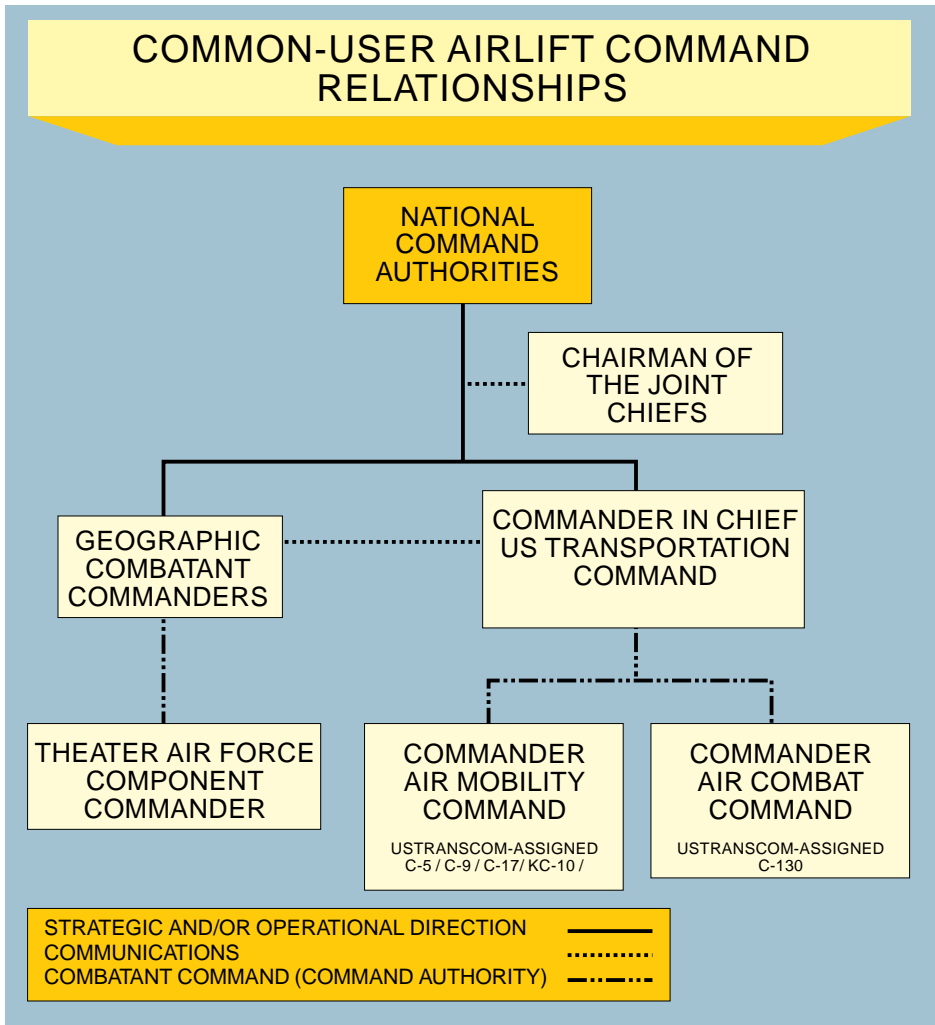 COMMON-USER AIRLIFT COMMAND
RELATIONSHIPS
NATIONAL
COMMAND
AUTHORITIES
CHAIRMAN OF
THE JOINT
CHIEFS
GEOGRAPHIC
COMBATANT
COMMANDERS
COMMANDER IN CHIEF
US TRANSPORTATION
COMMAND
THEATER AIR FORCE
COMPONENT
COMMANDER
COMMANDER
AIR MOBILITY
COMMAND
USTRANSCOM-ASSIGNED
C-5 / C-9 / C-17/ KC-10 /
COMMANDER
AIR COMBAT
COMMAND
USTRANSCOM-ASSIGNED
C-130
STRATEGIC AND/OR OPERATIONAL DIRECTION
COMMUNICATIONS
COMBATANT COMMAND (COMMAND AUTHORITY)